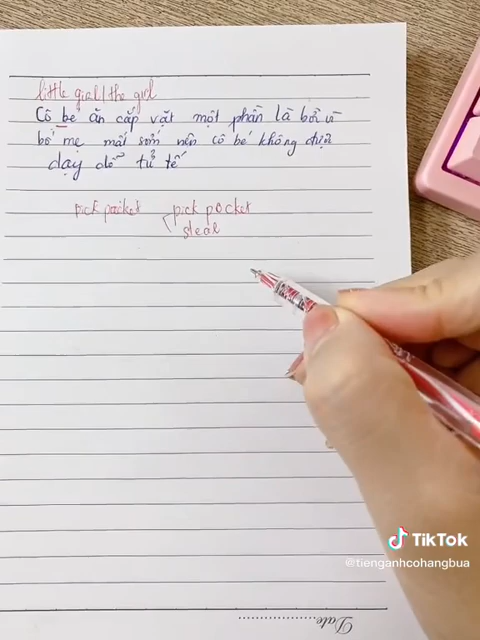 little girl / the girl
Cô bé ăn cắp vặt một phần là bởi vì
bố mẹ mất sớm nên cô bé không được
dạy dỗ tử tế
pick pocket pick pocket
steal
TikTok
@tienganhcohangbua
Date